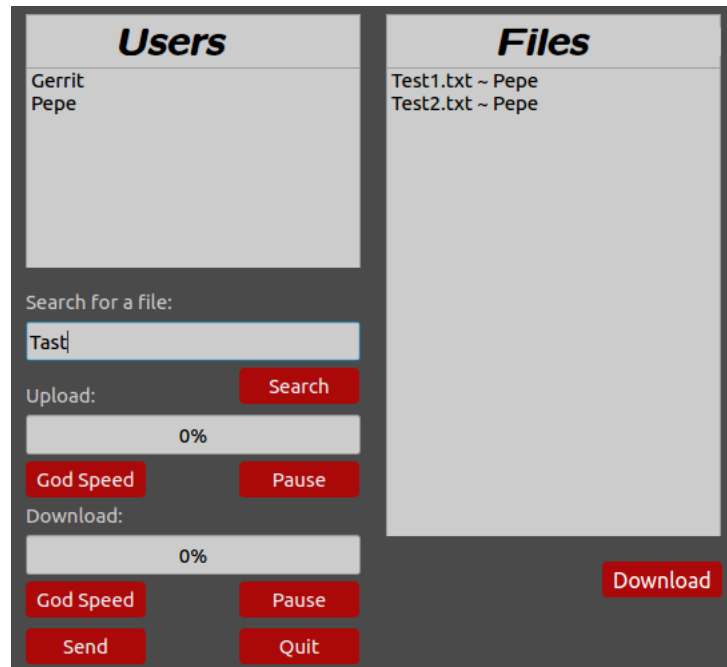 Users
Gerrit
Pepe
Search for a file:
Tast
Search
Upload:
0%
God Speed
Pause
Download:
0%
God Speed
Pause
Send
Quit
Files
Test1.txt ~ Pepe
Test2.txt ~ Pepe
Download